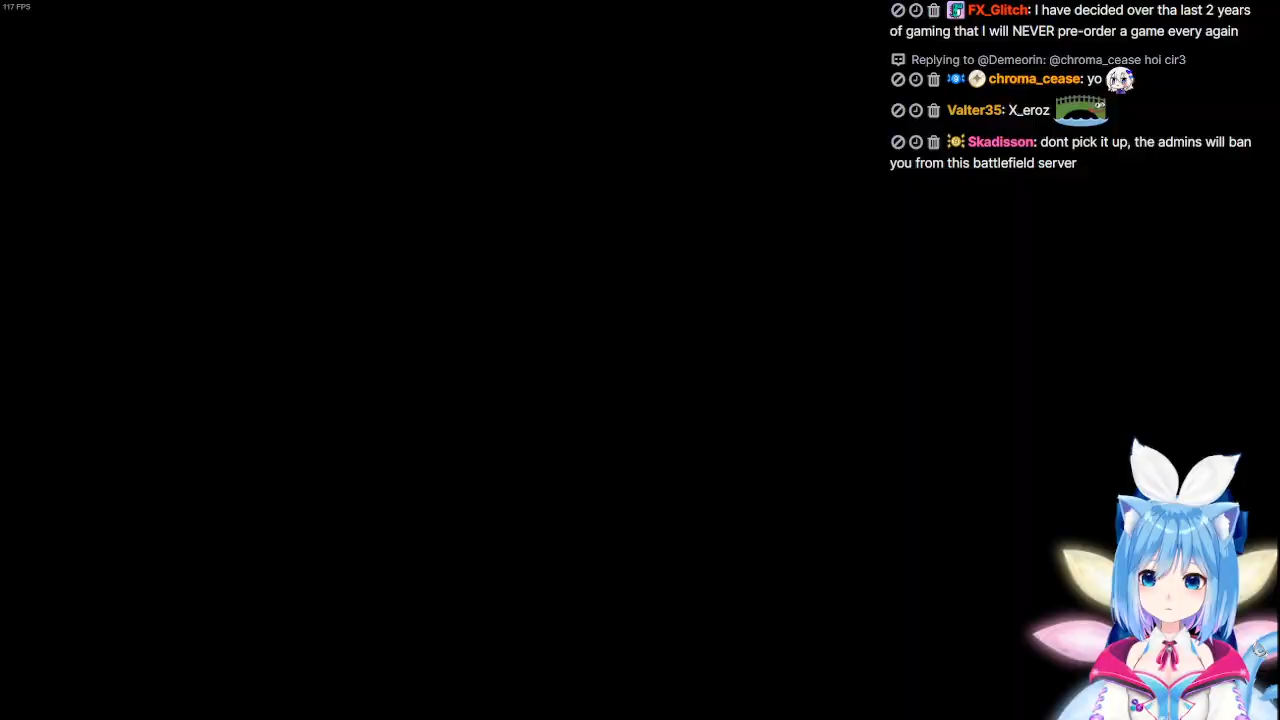 117 FPS
FX_Glitch: I have decided over tha last 2 years
of gaming that I will NEVER pre-order a game every again
Replying to @Demeorin: @chroma_cease hoi cir3
chroma_cease: yo
Valter35: X_eroz
Skadisson: dont pick it up, the admins will ban
you from this battlefield server